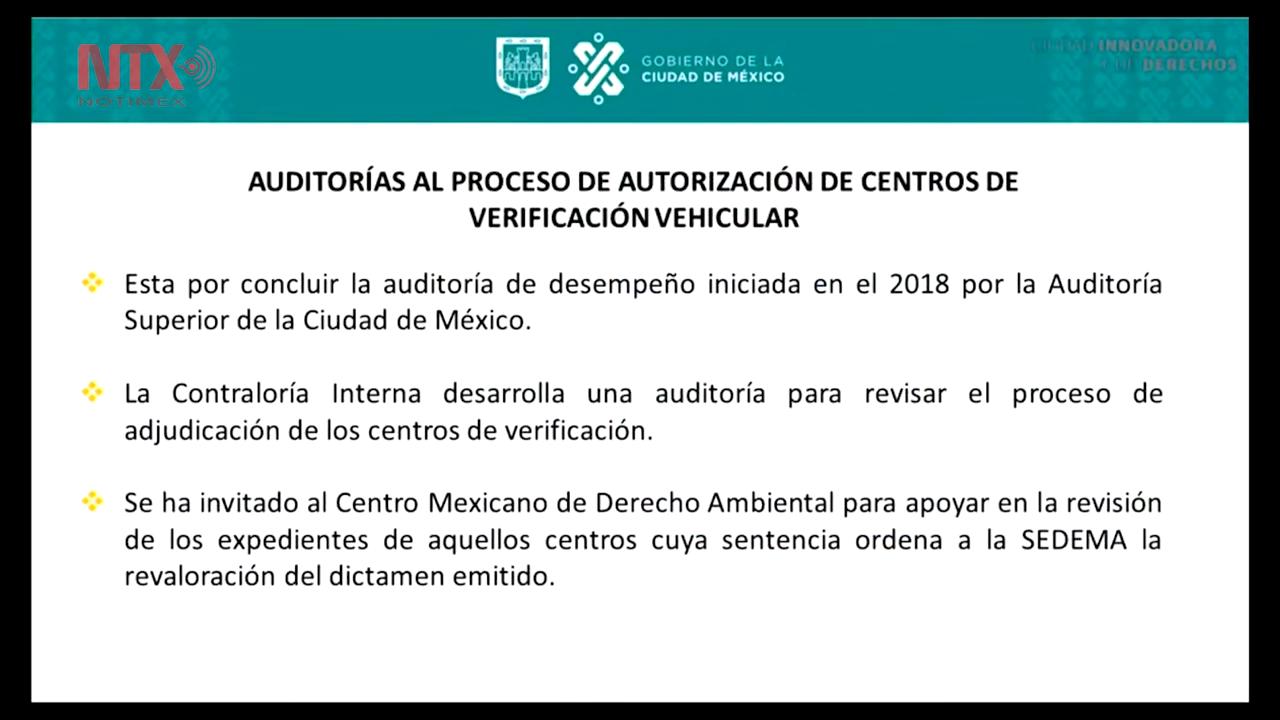 NTX
NOTIMEX
GOBIERNO DE LA
CIUDAD DE MÉXICO
CIUDAD INNOVADORA
Y DE DERECHOS
AUDITORÍAS AL PROCESO DE AUTORIZACIÓN DE CENTROS DE
VERIFICACIÓN VEHICULAR
Esta por concluir la auditoría de desempeño iniciada en el 2018 por la Auditoría
Superior de la Ciudad de México.
La Contraloría Interna desarrolla una auditoría para revisar el proceso de
adjudicación de los centros de verificación.
Se ha invitado al Centro Mexicano de Derecho Ambiental para apoyar en la revisión
de los expedientes de aquellos centros cuya sentencia ordena a la SEDEMA la
revaloración del dictamen emitido.